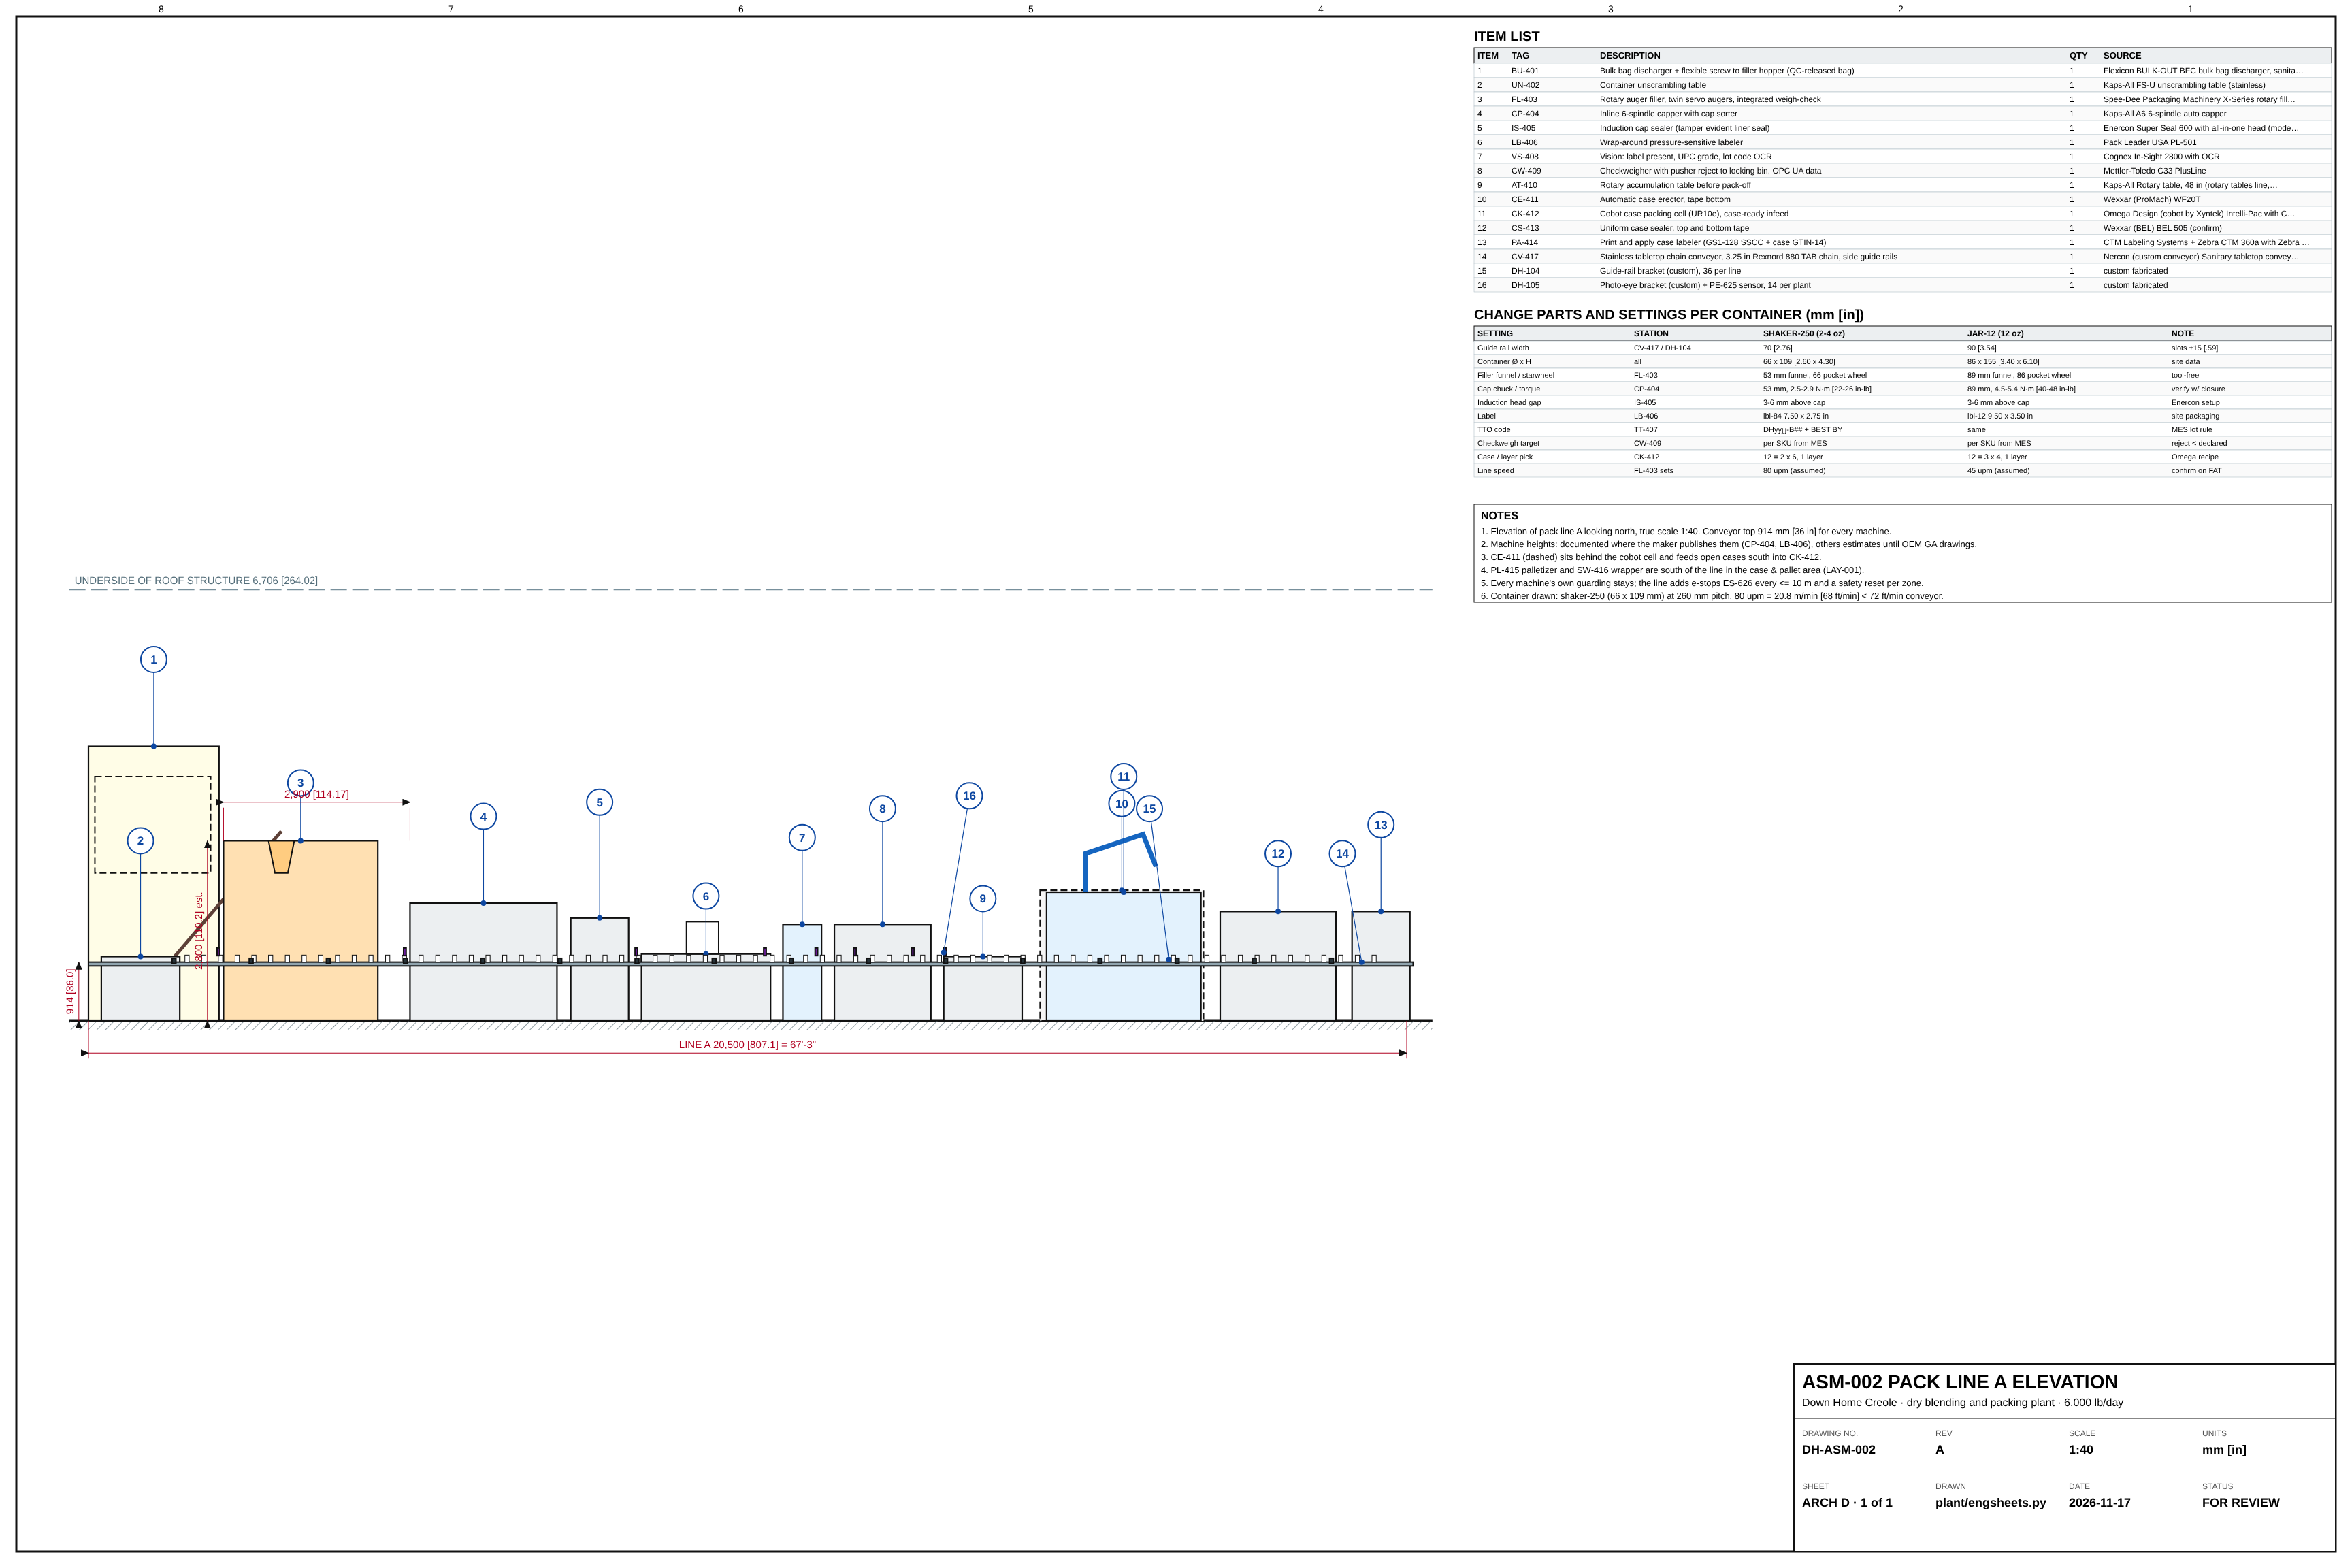 8 7 6 5 4 3 2 1
ITEM LIST
ITEM TAG DESCRIPTION QTY SOURCE
1 BU-401 Bulk bag discharger + flexible screw to filler hopper (QC-released bag) 1 Flexicon BULK-OUT BFC bulk bag discharger, sanita…
2 UN-402 Container unscrambling table 1 Kaps-All FS-U unscrambling table (stainless)
3 FL-403 Rotary auger filler, twin servo augers, integrated weigh-check 1 Spee-Dee Packaging Machinery X-Series rotary fill…
4 CP-404 Inline 6-spindle capper with cap sorter 1 Kaps-All A6 6-spindle auto capper
5 IS-405 Induction cap sealer (tamper evident liner seal) 1 Enercon Super Seal 600 with all-in-one head (mode…
6 LB-406 Wrap-around pressure-sensitive labeler 1 Pack Leader USA PL-501
7 VS-408 Vision: label present, UPC grade, lot code OCR 1 Cognex In-Sight 2800 with OCR
8 CW-409 Checkweigher with pusher reject to locking bin, OPC UA data 1 Mettler-Toledo C33 PlusLine
9 AT-410 Rotary accumulation table before pack-off 1 Kaps-All Rotary table, 48 in (rotary tables line,…
10 CE-411 Automatic case erector, tape bottom 1 Wexxar (ProMach) WF20T
11 CK-412 Cobot case packing cell (UR10e), case-ready infeed 1 Omega Design (cobot by Xyntek) Intelli-Pac with C…
12 CS-413 Uniform case sealer, top and bottom tape 1 Wexxar (BEL) BEL 505 (confirm)
13 PA-414 Print and apply case labeler (GS1-128 SSCC + case GTIN-14) 1 CTM Labeling Systems + Zebra CTM 360a with Zebra …
14 CV-417 Stainless tabletop chain conveyor, 3.25 in Rexnord 880 TAB chain, side guide rails 1 Nercon (custom conveyor) Sanitary tabletop convey…
15 DH-104 Guide-rail bracket (custom), 36 per line 1 custom fabricated
16 DH-105 Photo-eye bracket (custom) + PE-625 sensor, 14 per plant 1 custom fabricated
CHANGE PARTS AND SETTINGS PER CONTAINER (mm [in])
SETTING STATION SHAKER-250 (2-4 oz) JAR-12 (12 oz) NOTE
Guide rail width CV-417 / DH-104 70 [2.76] 90 [3.54] slots ±15 [.59]
Container Ø x H all 66 x 109 [2.60 x 4.30] 86 x 155 [3.40 x 6.10] site data
Filler funnel / starwheel FL-403 53 mm funnel, 66 pocket wheel 89 mm funnel, 86 pocket wheel tool-free
Cap chuck / torque CP-404 53 mm, 2.5-2.9 N·m [22-26 in-lb] 89 mm, 4.5-5.4 N·m [40-48 in-lb] verify w/ closure
Induction head gap IS-405 3-6 mm above cap 3-6 mm above cap Enercon setup
Label LB-406 lbl-84 7.50 x 2.75 in lbl-12 9.50 x 3.50 in site packaging
TTO code TT-407 DHyyjjj-B## + BEST BY same MES lot rule
Checkweigh target CW-409 per SKU from MES per SKU from MES reject < declared
Case / layer pick CK-412 12 = 2 x 6, 1 layer 12 = 3 x 4, 1 layer Omega recipe
Line speed FL-403 sets 80 upm (assumed) 45 upm (assumed) confirm on FAT
NOTES
1. Elevation of pack line A looking north, true scale 1:40. Conveyor top 914 mm [36 in] for every machine.
2. Machine heights: documented where the maker publishes them (CP-404, LB-406), others estimates until OEM GA drawings.
3. CE-411 (dashed) sits behind the cobot cell and feeds open cases south into CK-412.
4. PL-415 palletizer and SW-416 wrapper are south of the line in the case & pallet area (LAY-001).
5. Every machine's own guarding stays; the line adds e-stops ES-626 every <= 10 m and a safety reset per zone.
6. Container drawn: shaker-250 (66 x 109 mm) at 260 mm pitch, 80 upm = 20.8 m/min [68 ft/min] < 72 ft/min conveyor.
UNDERSIDE OF ROOF STRUCTURE 6,706 [264.02]
1
2
3
2,900 [114.17]
4
5
6
7
8
16
9
11
10
15
12
14
13
2,800 [110.2] est.
914 [36.0]
LINE A 20,500 [807.1] = 67'-3"
ASM-002 PACK LINE A ELEVATION
Down Home Creole · dry blending and packing plant · 6,000 lb/day
DRAWING NO. REV SCALE UNITS
DH-ASM-002 A 1:40 mm [in]
SHEET DRAWN DATE STATUS
ARCH D · 1 of 1 plant/engsheets.py 2026-11-17 FOR REVIEW